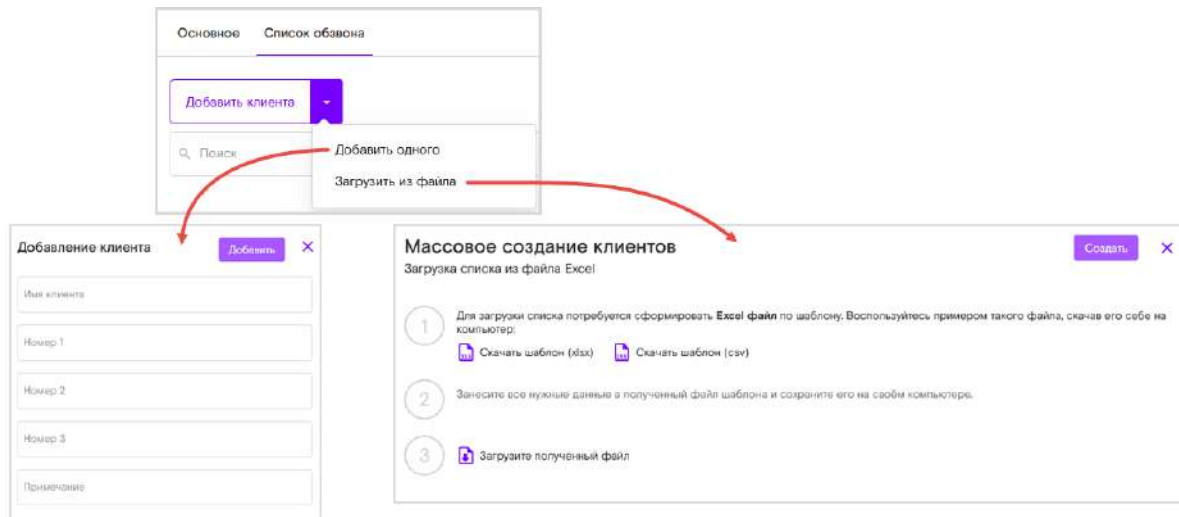 Основное Список обзвона
Добавить клиента
Поиск
Добавить одного
Загрузить из файла
Добавление клиента Добавить
Имя клиента
Номер 1
Номер 2
Номер 3
Примечание
Массовое создание клиентов Создать
Загрузка списка из файла Excel
1 Для загрузки списка потребуется сформировать Excel файл по шаблону. Воспользуйтесь примером такого файла, скачав его себе на
компьютер:
Скачать шаблон (xlsx) Скачать шаблон (csv)
2 Занесите все нужные данные в полученный файл шаблона и сохраните его на своём компьютере.
3 Загрузите полученный файл